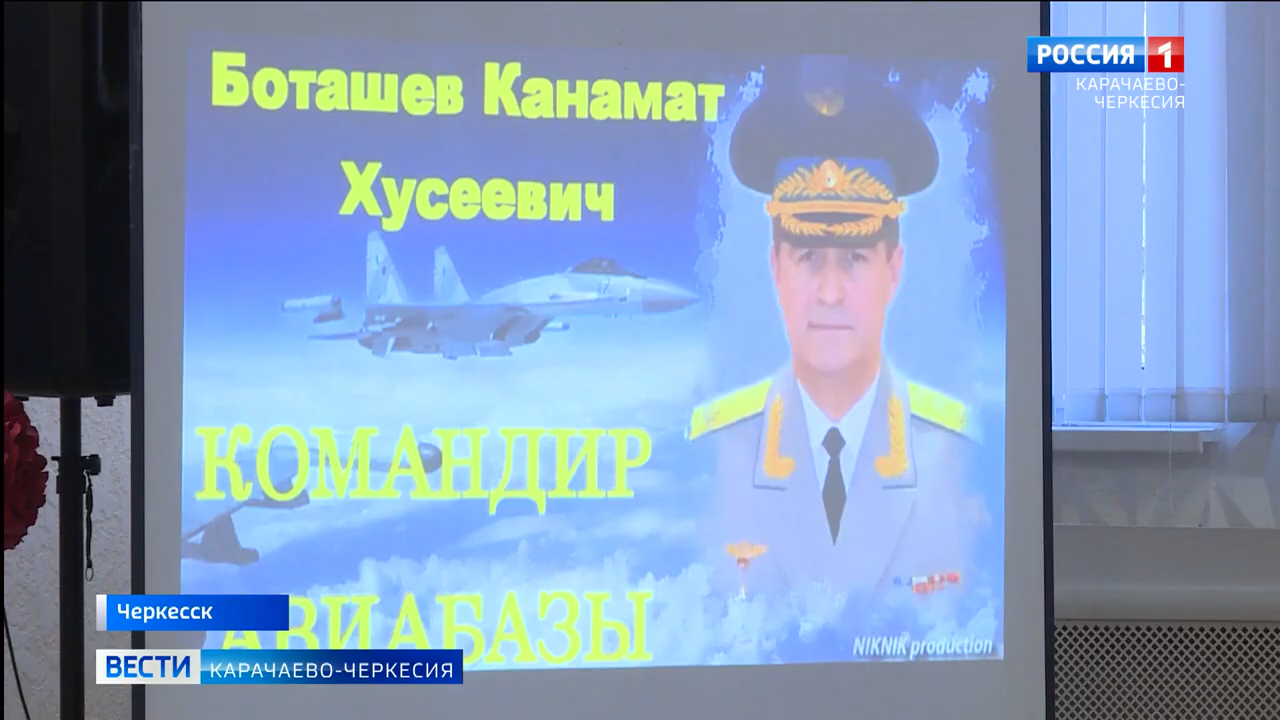 Боташев Канамат
Хусеевич
КОМАНДИР
АВИАБАЗЫ
NIKNIK production
РОССИЯ 1
КАРАЧАЕВО-
ЧЕРКЕСИЯ
Черкесск
ВЕСТИ КАРАЧАЕВО-ЧЕРКЕСИЯ